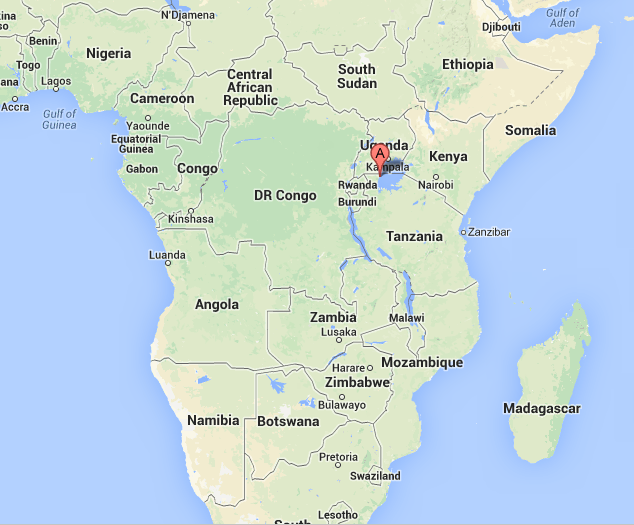 N'Djamena
Gulf of
Aden
Djibouti
Benin
Nigeria
Togo
ana
Lagos
Accra
Gulf of
Guinea
Central
African
Republic
South
Sudan
Ethiopia
Cameroon
Yaounde
Equatorial
Guinea
Gabon
Congo
Somalia
Uganda
A
Kampala
Kenya
Rwanda
Nairobi
DR Congo
Burundi
Kinshasa
Tanzania
Zanzibar
Luanda
Angola
Zambia
Malawi
Lusaka
Mozambique
Harare
Zimbabwe
Bulawayo
Namibia
Botswana
Madagascar
Pretoria
Swaziland
Lesotho